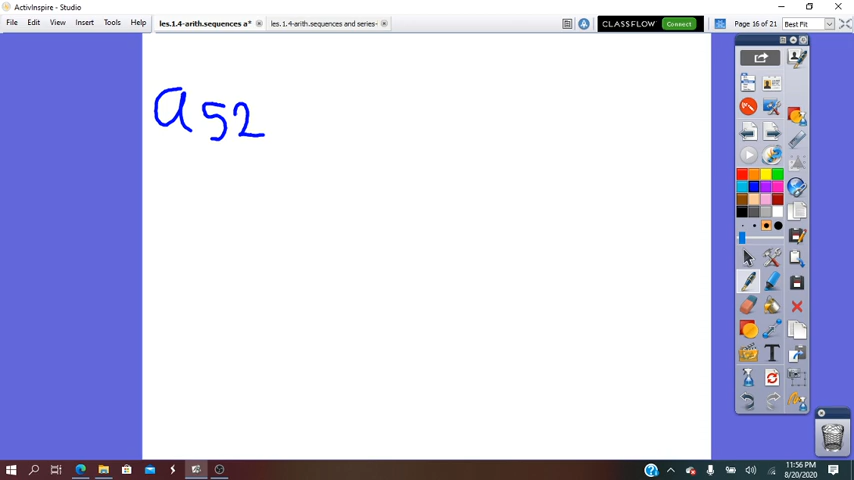 ActivInspire - Studio
File Edit View Insert Tools Help les.1.4-arith.sequences a* les.1.4-arith.sequences and series- CLASSFLOW Connect Page 16 of 21 Best Fit
a52
T
11:56 PM
8/20/2020